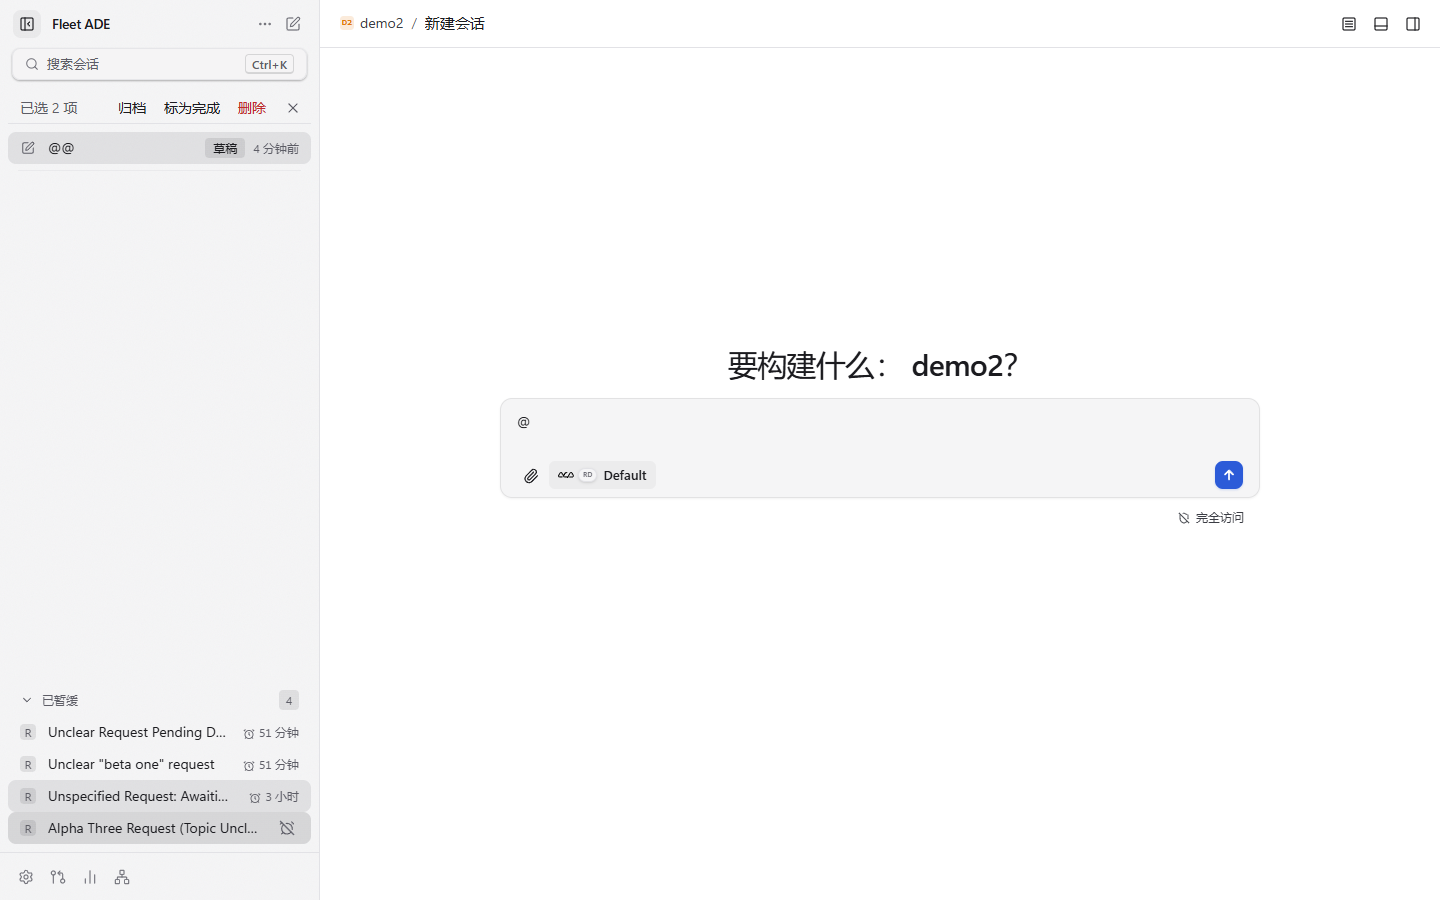 Fleet ADE
搜索会话 Ctrl+K
已选 2 项 归档 标为完成 删除
@@ 草稿 4 分钟前
已暂缓 4
R Unclear Request Pending D... 51 分钟
R Unclear "beta one" request 51 分钟
R Unspecified Request: Awaiti... 3 小时
R Alpha Three Request (Topic Uncl...
D2 demo2 / 新建会话
要构建什么： demo2?
@
RD Default
完全访问